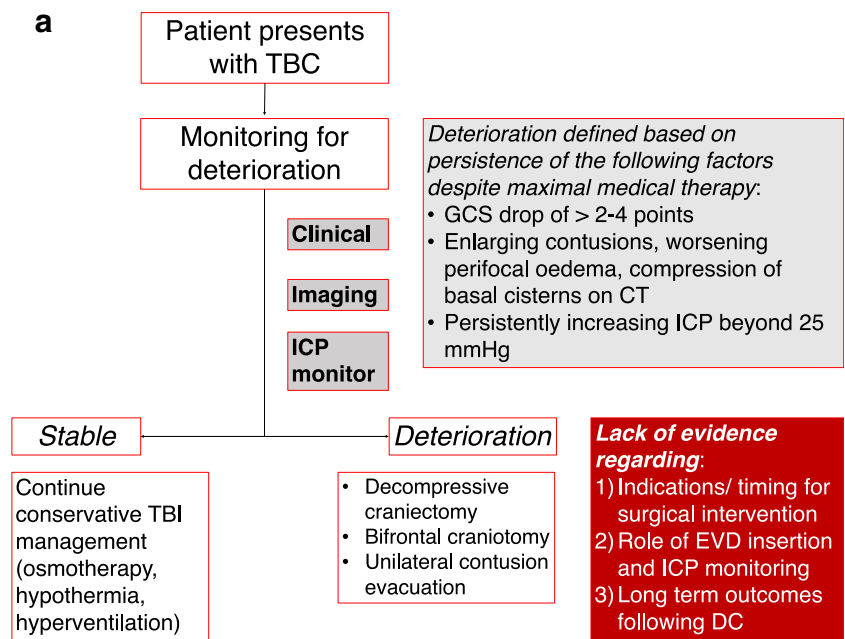 a
Patient presents
with TBC
Monitoring for
deterioration
Deterioration defined based on
persistence of the following factors
despite maximal medical therapy:
• GCS drop of > 2-4 points
• Enlarging contusions, worsening
perifocal oedema, compression of
basal cisterns on CT
• Persistently increasing ICP beyond 25
mmHg
Clinical
Imaging
ICP
monitor
Stable
Deterioration
Continue
conservative TBI
management
(osmotherapy,
hypothermia,
hyperventilation)
• Decompressive
craniectomy
• Bifrontal craniotomy
• Unilateral contusion
evacuation
Lack of evidence
regarding:
1) Indications/ timing for
surgical intervention
2) Role of EVD insertion
and ICP monitoring
3) Long term outcomes
following DC